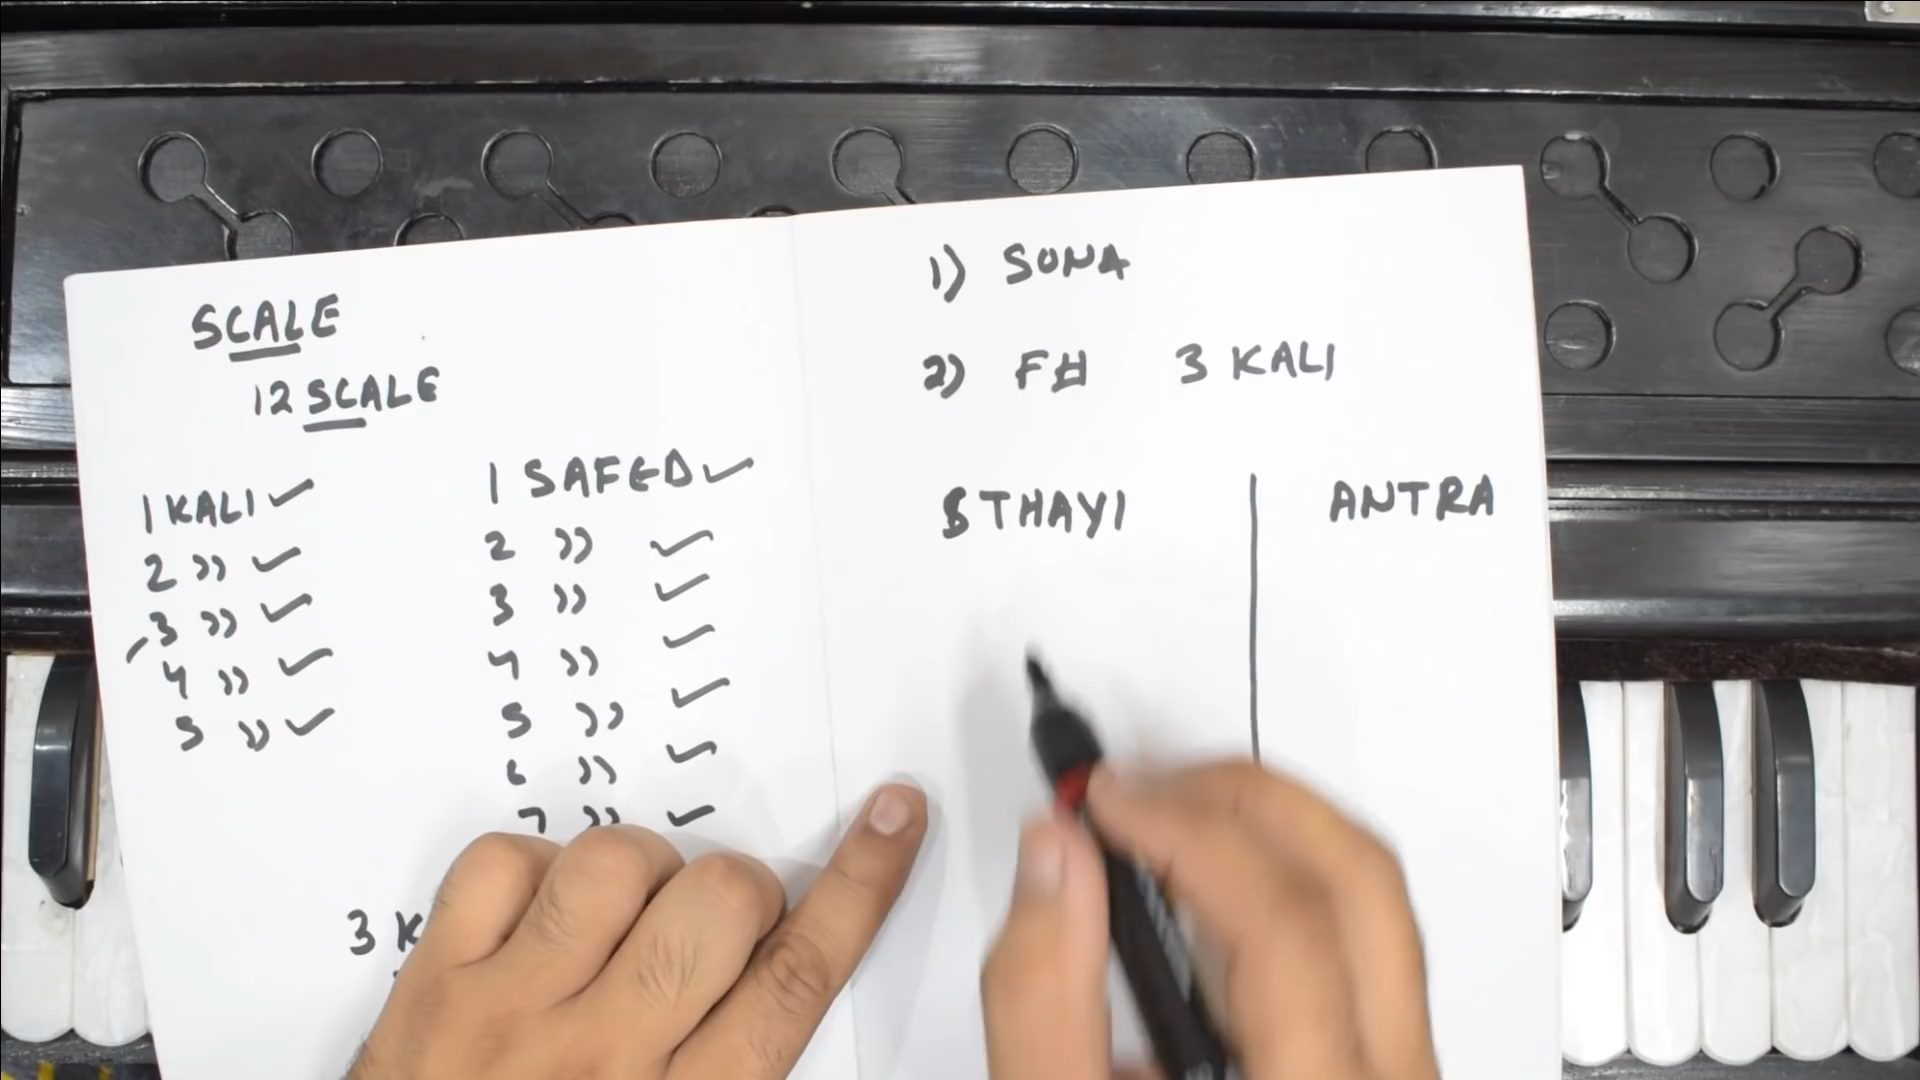 SCALE
12 SCALE
1 KALI ✓
2 )) ✓
3 )) ✓
4 )) ✓
5 )) ✓
1 SAFED ✓
2 )) ✓
3 )) ✓
4 )) ✓
5 )) ✓
6 )) ✓
7 )) ✓
3 K
1) SONA
2) F# 3 KALI
STHAYI
ANTRA